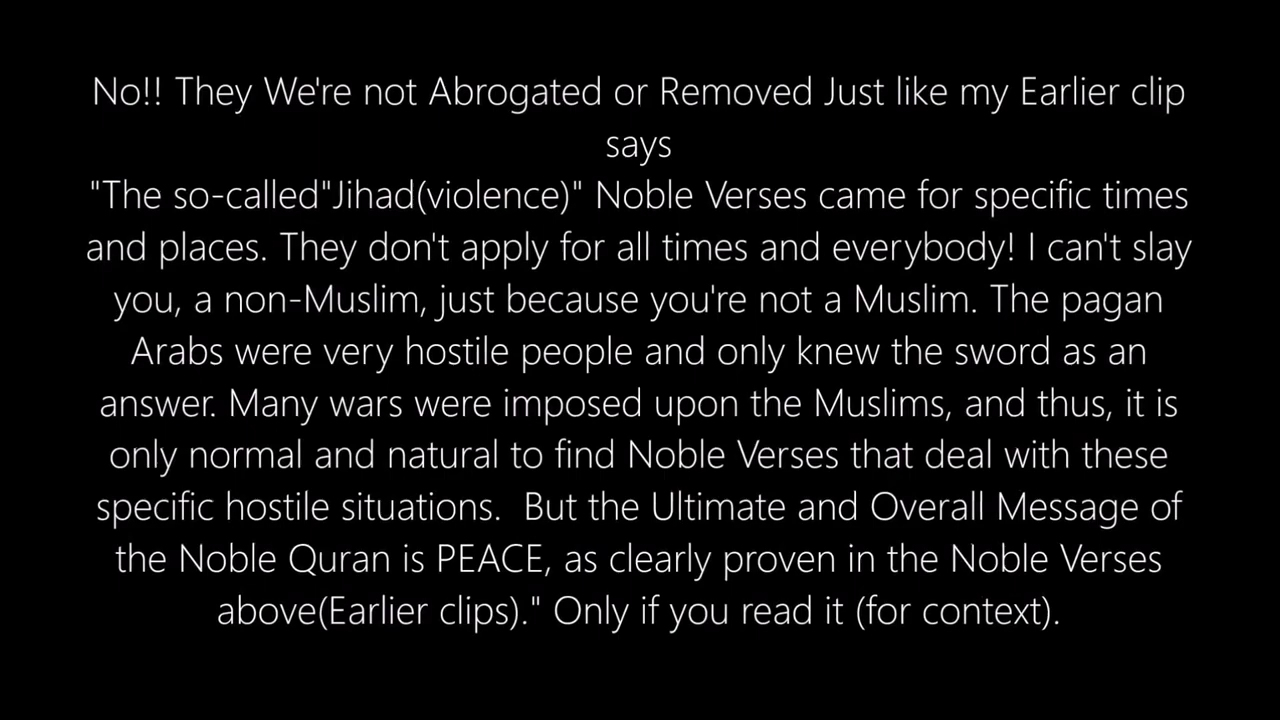 No!! They We're not Abrogated or Removed Just like my Earlier clip
says
"The so-called"Jihad(violence)" Noble Verses came for specific times
and places. They don't apply for all times and everybody! I can't slay
you, a non-Muslim, just because you're not a Muslim. The pagan
Arabs were very hostile people and only knew the sword as an
answer. Many wars were imposed upon the Muslims, and thus, it is
only normal and natural to find Noble Verses that deal with these
specific hostile situations.  But the Ultimate and Overall Message of
the Noble Quran is PEACE, as clearly proven in the Noble Verses
above(Earlier clips)." Only if you read it (for context).